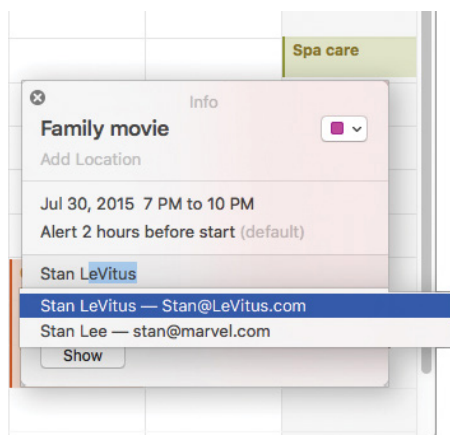 Spa care
Info
Family movie
Add Location
Jul 30, 2015 7 PM to 10 PM
Alert 2 hours before start (default)
Stan LeVitus
Stan LeVitus — Stan@LeVitus.com
Stan Lee — stan@marvel.com
Show